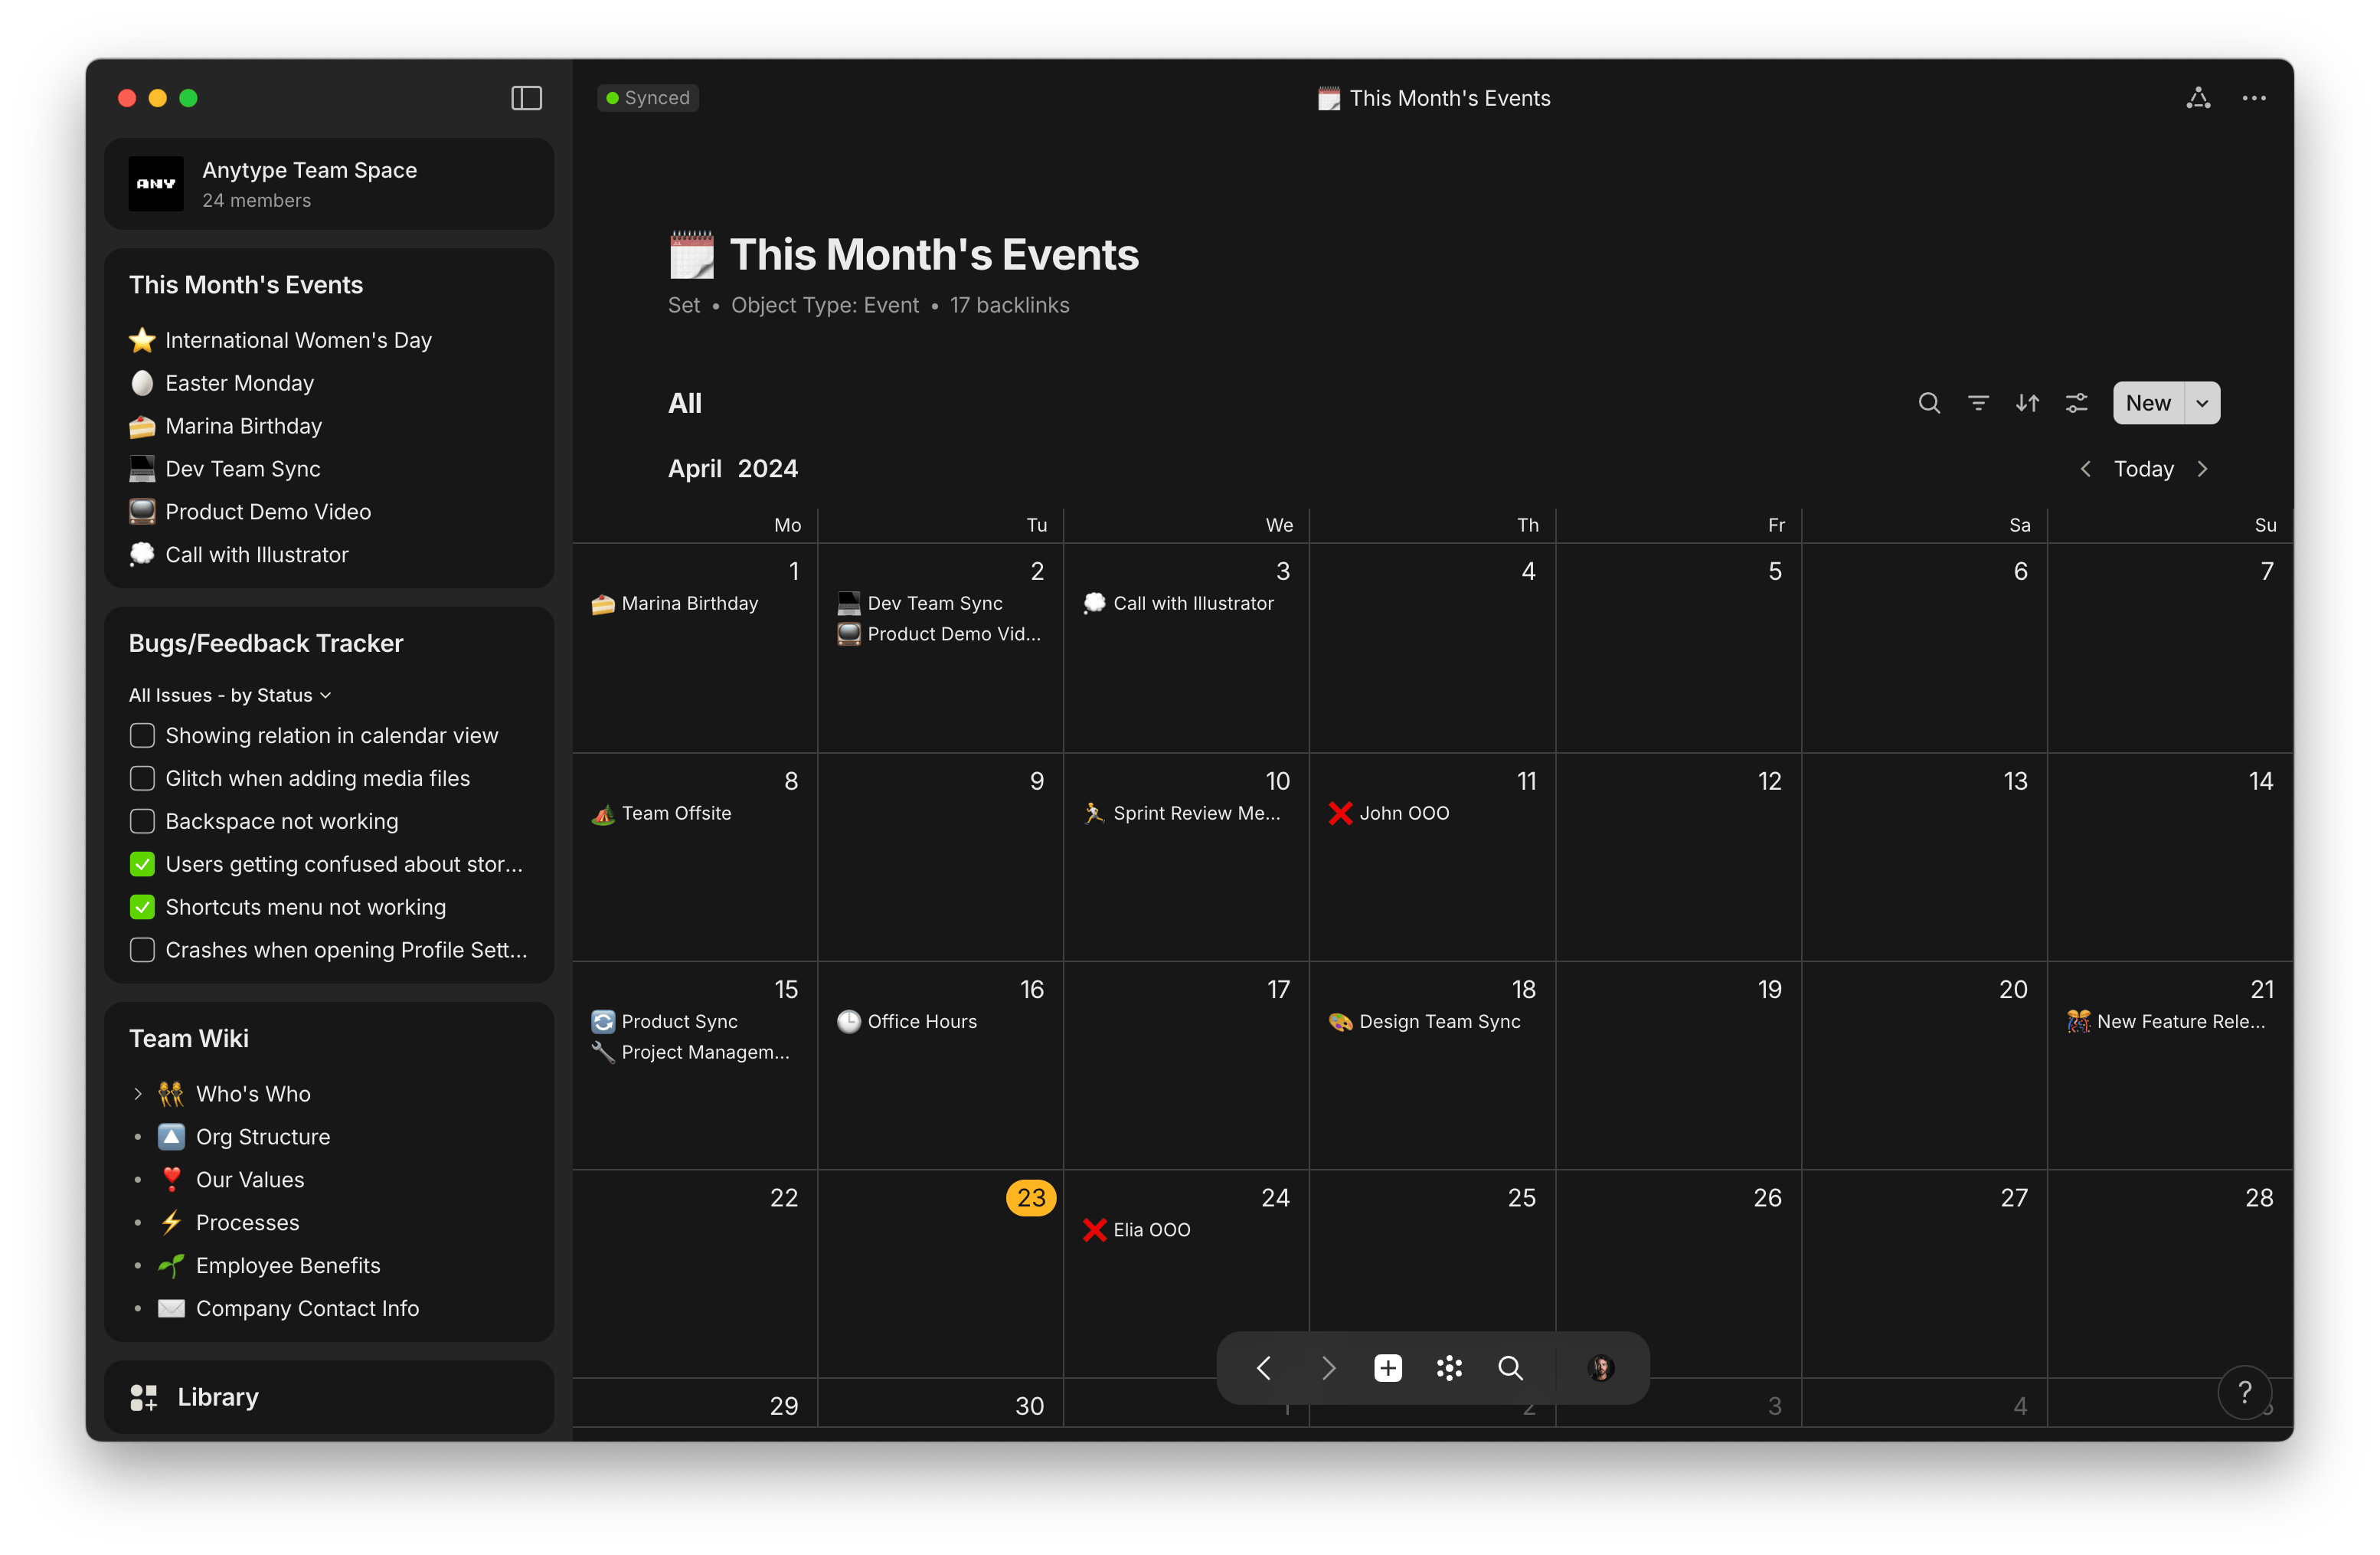 ANY
Anytype Team Space
24 members
This Month's Events
International Women's Day
Easter Monday
Marina Birthday
Dev Team Sync
Product Demo Video
Call with Illustrator
Bugs/Feedback Tracker
All Issues - by Status
Showing relation in calendar view
Glitch when adding media files
Backspace not working
Users getting confused about stor...
Shortcuts menu not working
Crashes when opening Profile Sett...
Team Wiki
Who's Who
Org Structure
Our Values
Processes
Employee Benefits
Company Contact Info
Library
Synced
This Month's Events
This Month's Events
Set • Object Type: Event • 17 backlinks
All
New
April 2024
Today
Mo Tu We Th Fr Sa Su
1 2 3 4 5 6 7
Marina Birthday
Dev Team Sync
Product Demo Vid...
Call with Illustrator
8 9 10 11 12 13 14
Team Offsite
Sprint Review Me...
John OOO
15 16 17 18 19 20 21
Product Sync
Project Managem...
Office Hours
Design Team Sync
New Feature Rele...
22 23 24 25 26 27 28
Elia OOO
29 30 1 2 3 4
?